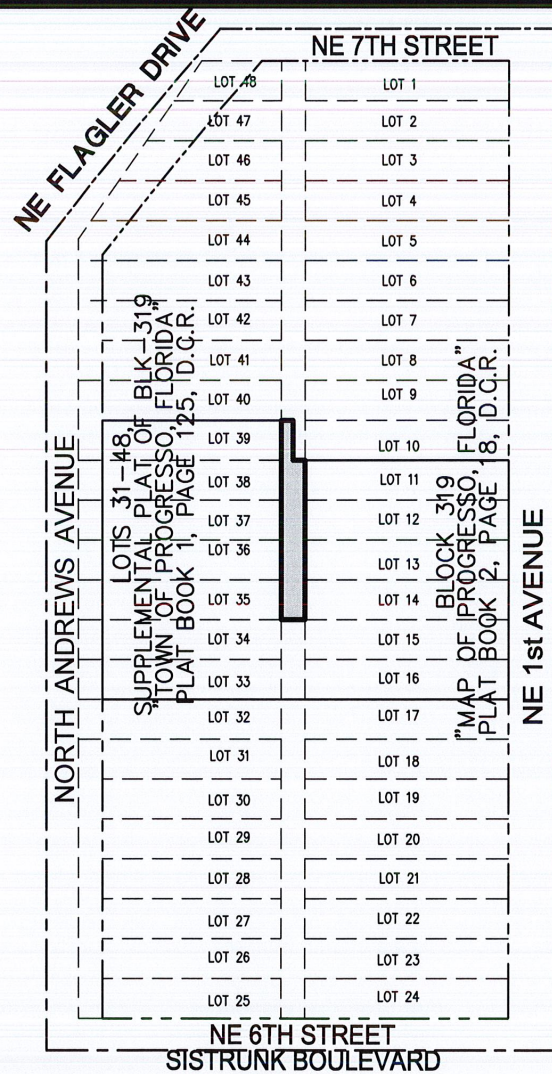 NE 7TH STREET
NE FLAGLER DRIVE
LOT 48
LOT 1
LOT 47
LOT 2
LOT 46
LOT 3
LOT 45
LOT 4
LOT 44
LOT 5
LOT 43
LOT 6
LOT 42
LOT 7
LOT 41
LOT 8
LOT 40
LOT 9
LOT 39
LOT 10
LOT 38
LOT 11
LOT 37
LOT 12
LOT 36
LOT 13
LOT 35
LOT 14
LOT 34
LOT 15
LOT 33
LOT 16
LOT 32
LOT 17
LOT 31
LOT 18
LOT 30
LOT 19
LOT 29
LOT 20
LOT 28
LOT 21
LOT 27
LOT 22
LOT 26
LOT 23
LOT 25
LOT 24
NORTH ANDREWS AVENUE
LOTS 31-48,
SUPPLEMENTAL PLAT OF BLK-319
"TOWN OF PROGRESSO, FLORIDA"
PLAT BOOK 1, PAGE 125, D.C.R.
BLOCK 319
"MAP OF PROGRESSO, FLORIDA"
PLAT BOOK 2, PAGE 18, D.C.R.
NE 1st AVENUE
NE 6TH STREET
SISTRUNK BOULEVARD